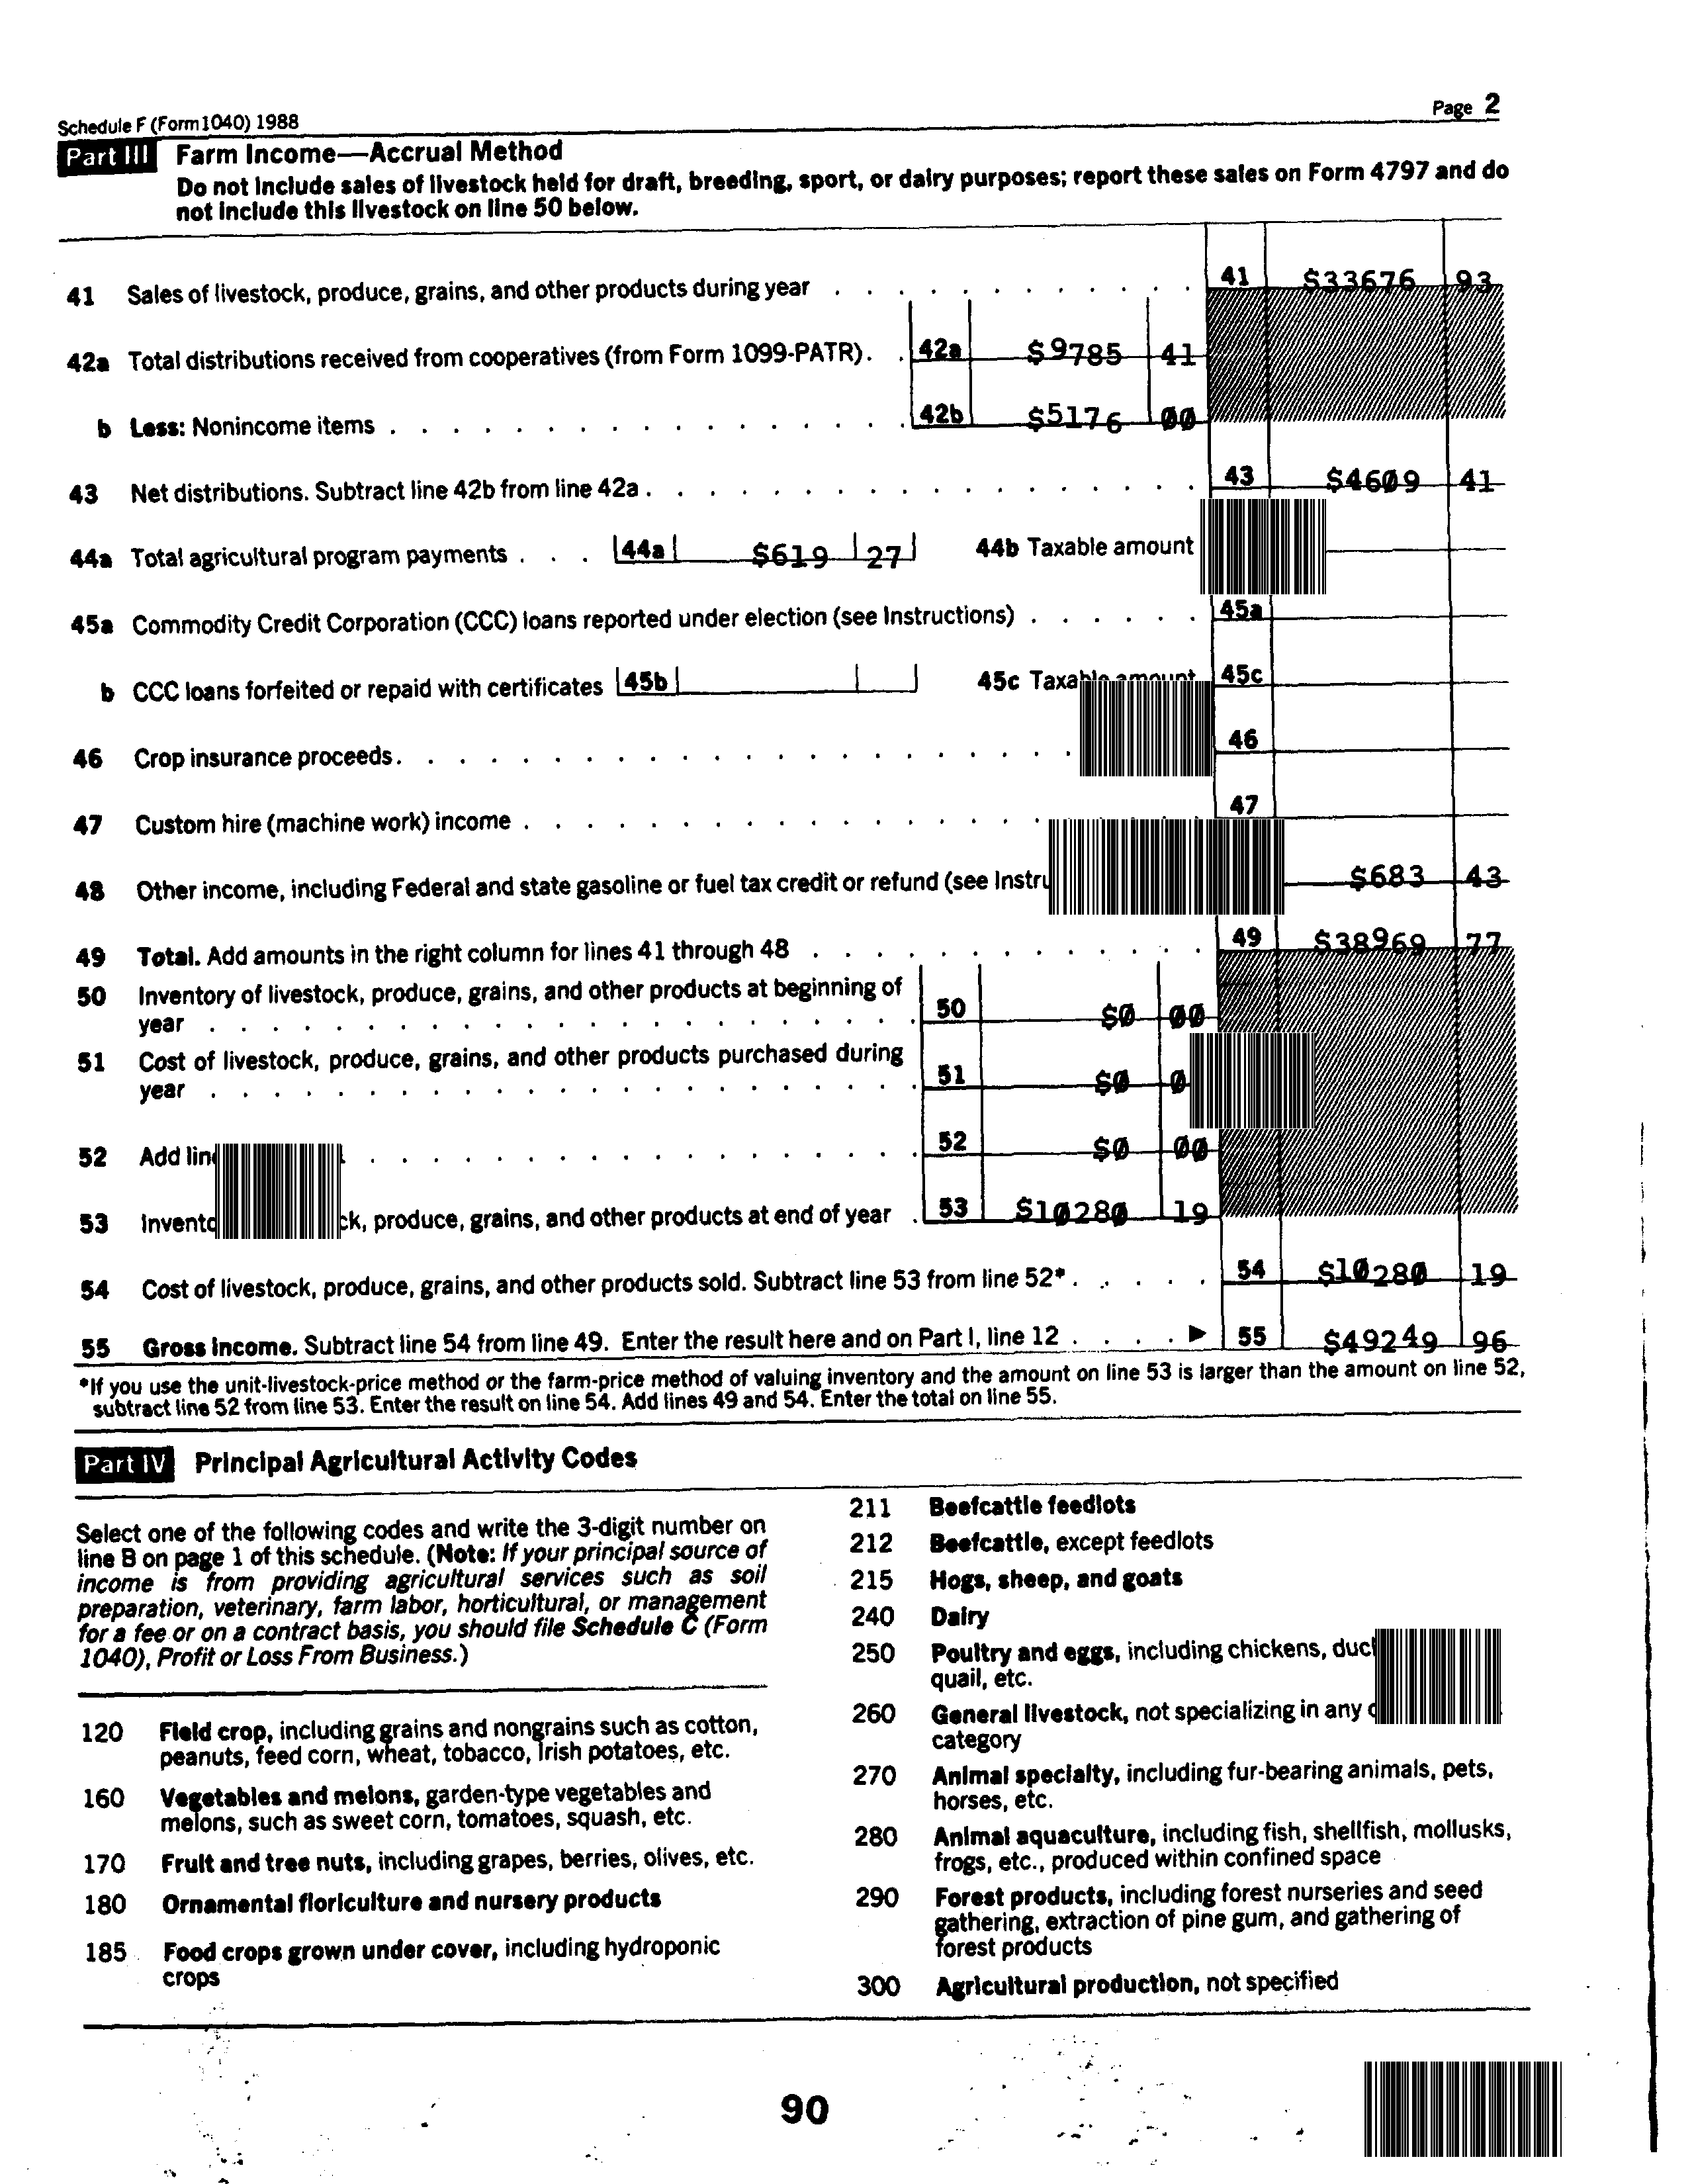 Schedule F (Form 1040) 1988 Page 2
Part III Farm Income—Accrual Method
Do not include sales of livestock held for draft, breeding, sport, or dairy purposes; report these sales on Form 4797 and do
not include this livestock on line 50 below.
41 Sales of livestock, produce, grains, and other products during year . . . . . . . . . . . . 41 $33676 93
42a Total distributions received from cooperatives (from Form 1099-PATR) . . 42a $9785 41
b Less: Nonincome items . . . . . . . . . . . . . . . . . 42b $5176 00
43 Net distributions. Subtract line 42b from line 42a . . . . . . . . . . . . . . . . . . 43 $4609 41
44a Total agricultural program payments . . . 44a $619 27 44b Taxable amount
45a Commodity Credit Corporation (CCC) loans reported under election (see Instructions) . . . . . . 45a
b CCC loans forfeited or repaid with certificates 45b 45c Taxable amount 45c
46 Crop insurance proceeds . . . . . . . . . . . . . . . . . . . . . . 46
47 Custom hire (machine work) income . . . . . . . . . . . . . . . . . 47
48 Other income, including Federal and state gasoline or fuel tax credit or refund (see $683 43
49 Total. Add amounts in the right column for lines 41 through 48 . . . . . . . . . . . . . 49 $38969 77
50 Inventory of livestock, produce, grains, and other products at beginning of
year . . . . . . . . . . . . . . . . . . . . . . . 50 $0 00
51 Cost of livestock, produce, grains, and other products purchased during
year . . . . . . . . . . . . . . . . . . . . . . . 51 $0 0
52 Add . . . . . . . . . . . . . . . . . . . 52 $0 00
53 produce, grains, and other products at end of year . 53 $10280 19
54 Cost of livestock, produce, grains, and other products sold. Subtract line 53 from line 52* . . . . . 54 $10280 19
55 Gross Income. Subtract line 54 from line 49. Enter the result here and on Part I, line 12 . . . . ▶ 55 $49249 96
*If you use the unit-livestock-price method or the farm-price method of valuing inventory and the amount on line 53 is larger than the amount on line 52,
subtract line 52 from line 53. Enter the result on line 54. Add lines 49 and 54. Enter the total on line 55.
Part IV Principal Agricultural Activity Codes
Select one of the following codes and write the 3-digit number on
line B on page 1 of this schedule. (Note: If your principal source of
income is from providing agricultural services such as soil
preparation, veterinary, farm labor, horticultural, or management
for a fee or on a contract basis, you should file Schedule C (Form
1040), Profit or Loss From Business.)
120 Field crop, including grains and nongrains such as cotton,
peanuts, feed corn, wheat, tobacco, Irish potatoes, etc.
160 Vegetables and melons, garden-type vegetables and
melons, such as sweet corn, tomatoes, squash, etc.
170 Fruit and tree nuts, including grapes, berries, olives, etc.
180 Ornamental floriculture and nursery products
185 Food crops grown under cover, including hydroponic
crops
211 Beefcattle feedlots
212 Beefcattle, except feedlots
215 Hogs, sheep, and goats
240 Dairy
250 Poultry and eggs, including chickens,
quail, etc.
260 General livestock, not specializing in any
category
270 Animal specialty, including fur-bearing animals, pets,
horses, etc.
280 Animal aquaculture, including fish, shellfish, mollusks,
frogs, etc., produced within confined space
290 Forest products, including forest nurseries and seed
gathering, extraction of pine gum, and gathering of
forest products
300 Agricultural production, not specified
90